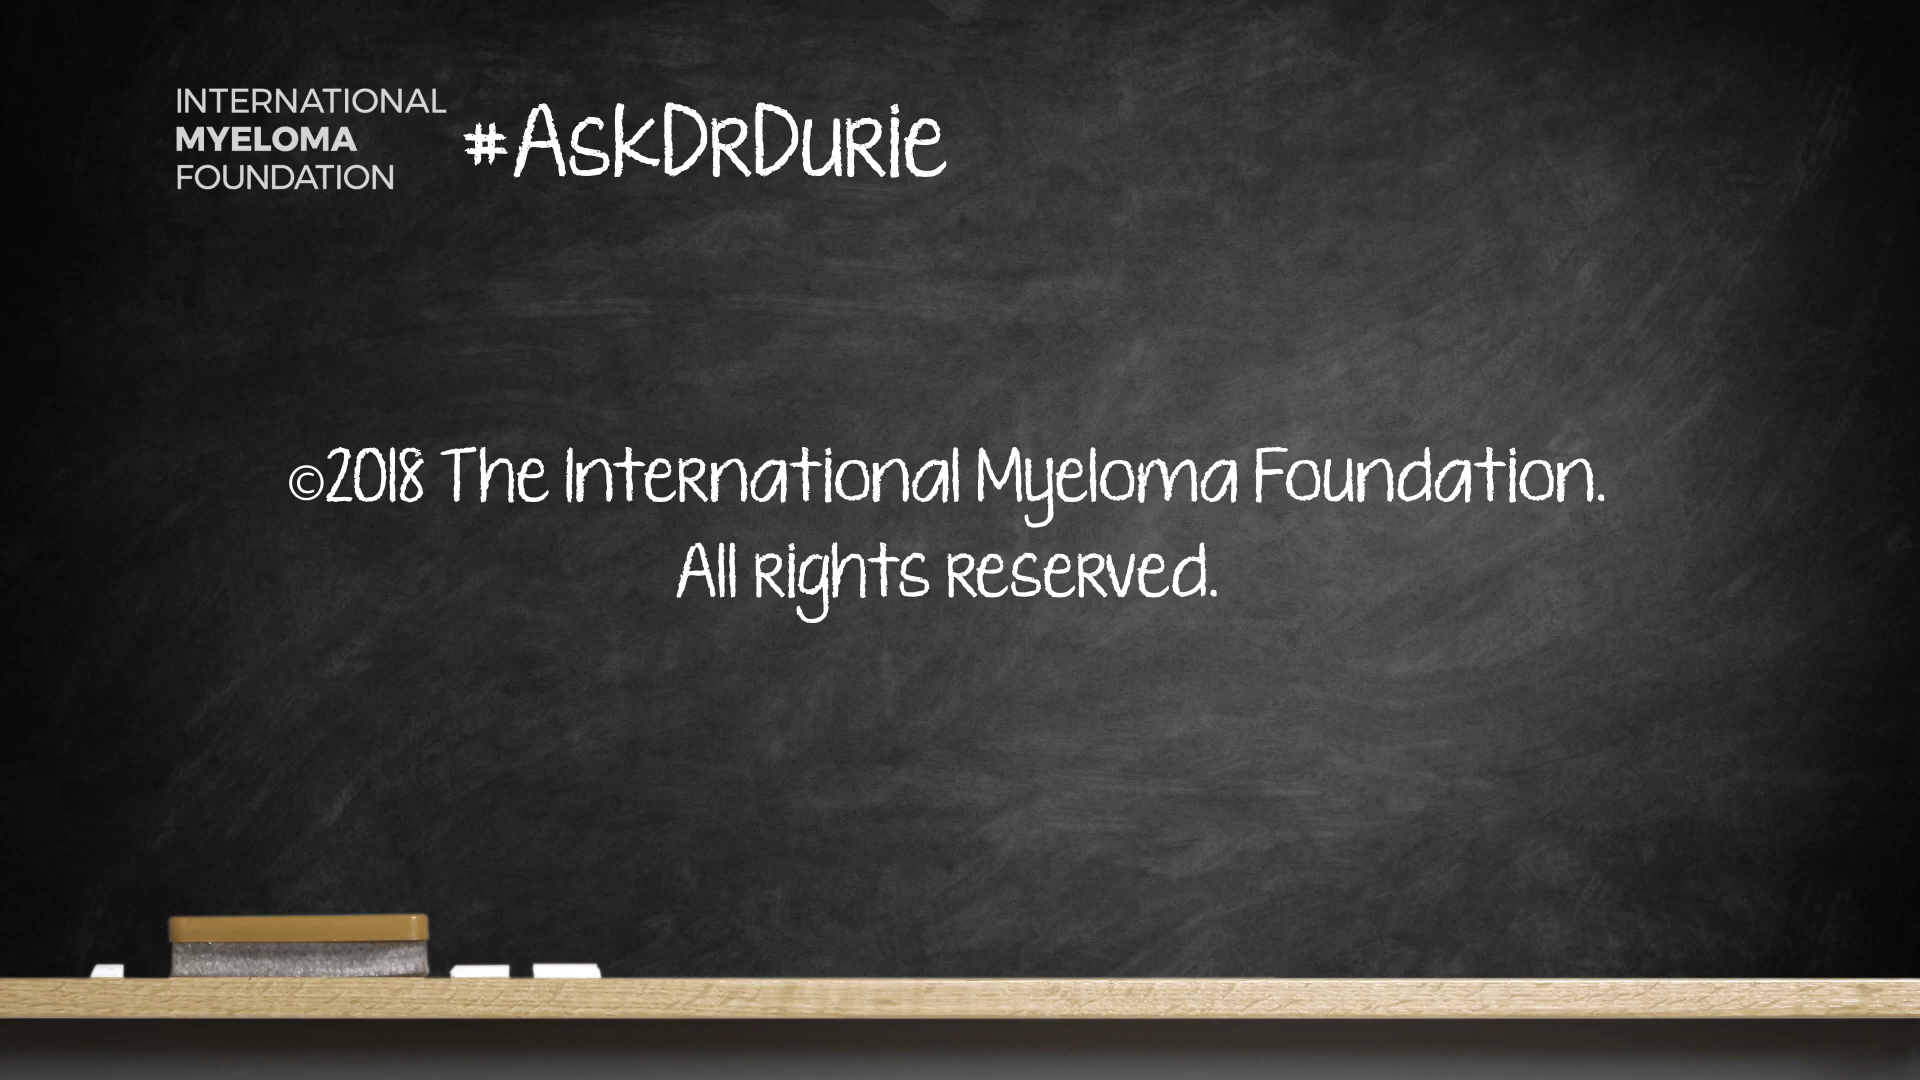 INTERNATIONAL
MYELOMA
FOUNDATION
#AskDrDurie
©2018 The International Myeloma Foundation.
All rights reserved.